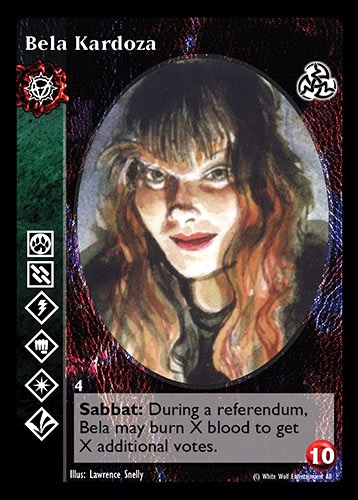 Bela Kardoza
4
Sabbat: During a referendum,
Bela may burn X blood to get
X additional votes.
10
Illus: Lawrence Snelly
(C) White Wolf Entertainment AB